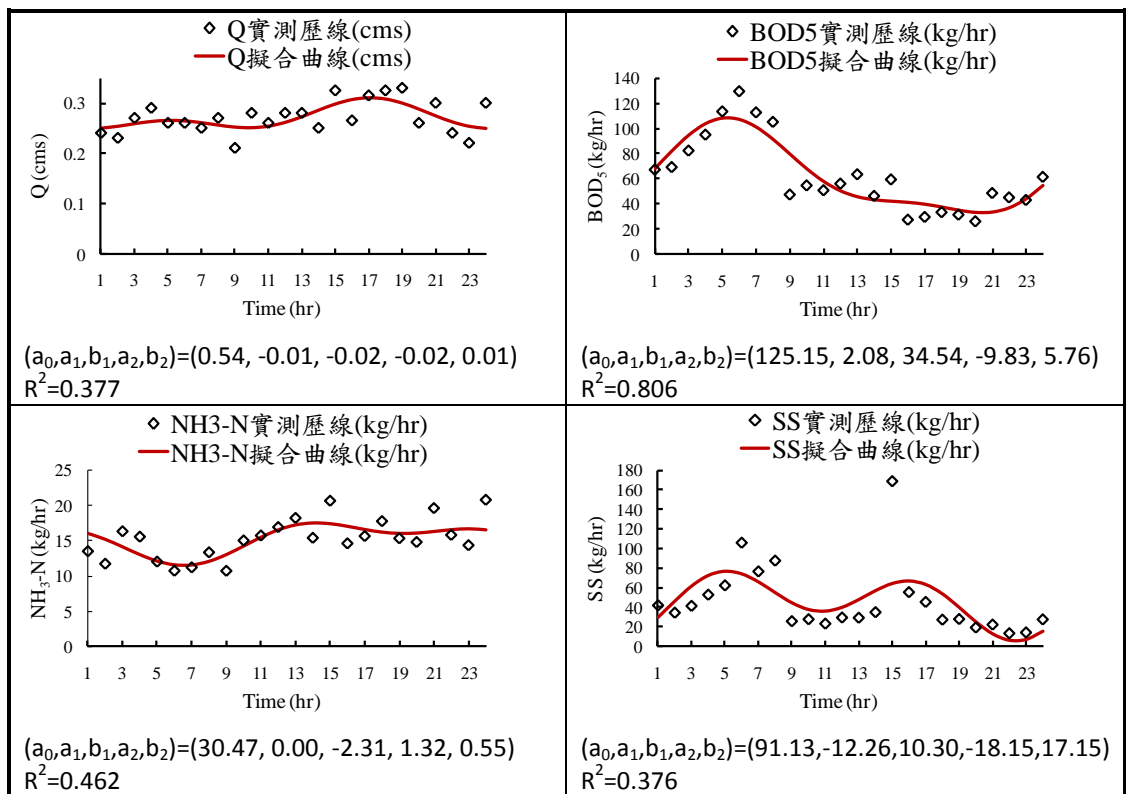 Q實測歷線(cms)
Q擬合曲線(cms)
0.3
0.2
0.1
0
Q (cms)
1 3 5 7 9 11 13 15 17 19 21 23
Time (hr)
(a₀,a₁,b₁,a₂,b₂)=(0.54, -0.01, -0.02, -0.02, 0.01)
R²=0.377
BOD5實測歷線(kg/hr)
BOD5擬合曲線(kg/hr)
140
120
100
80
60
40
20
0
BOD₅ (kg/hr)
1 3 5 7 9 11 13 15 17 19 21 23
Time (hr)
(a₀,a₁,b₁,a₂,b₂)=(125.15, 2.08, 34.54, -9.83, 5.76)
R²=0.806
NH3-N實測歷線(kg/hr)
NH3-N擬合曲線(kg/hr)
25
20
15
10
5
0
NH₃-N (kg/hr)
1 3 5 7 9 11 13 15 17 19 21 23
Time (hr)
(a₀,a₁,b₁,a₂,b₂)=(30.47, 0.00, -2.31, 1.32, 0.55)
R²=0.462
SS實測歷線(kg/hr)
SS擬合曲線(kg/hr)
180
160
140
120
100
80
60
40
20
0
SS (kg/hr)
1 3 5 7 9 11 13 15 17 19 21 23
Time (hr)
(a₀,a₁,b₁,a₂,b₂)=(91.13,-12.26,10.30,-18.15,17.15)
R²=0.376